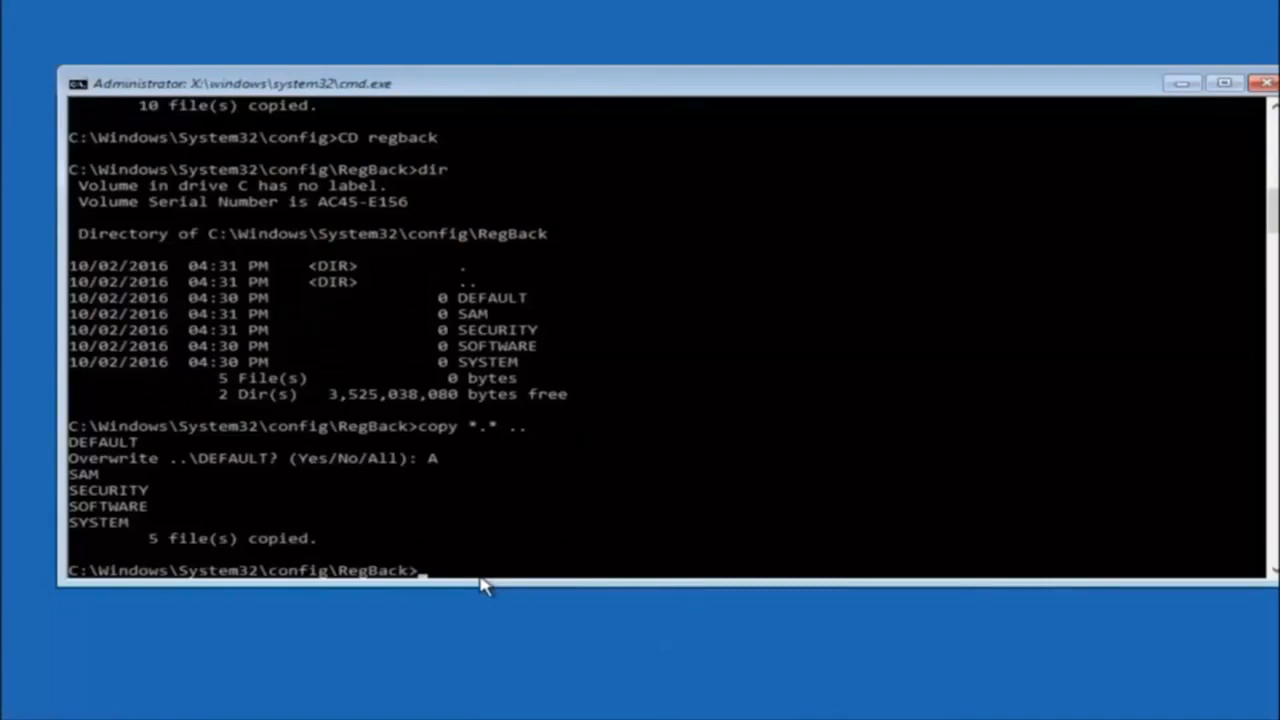 Administrator: X:\windows\system32\cmd.exe
10 file(s) copied.
C:\Windows\System32\config>CD regback
C:\Windows\System32\config\RegBack>dir
Volume in drive C has no label.
Volume Serial Number is AC45-E156
Directory of C:\Windows\System32\config\RegBack
10/02/2016 04:31 PM <DIR> .
10/02/2016 04:31 PM <DIR> ..
10/02/2016 04:30 PM 0 DEFAULT
10/02/2016 04:31 PM 0 SAM
10/02/2016 04:31 PM 0 SECURITY
10/02/2016 04:30 PM 0 SOFTWARE
10/02/2016 04:30 PM 0 SYSTEM
5 File(s) 0 bytes
2 Dir(s) 3,525,038,080 bytes free
C:\Windows\System32\config\RegBack>copy *.* ..
DEFAULT
Overwrite ..\DEFAULT? (Yes/No/All): A
SAM
SECURITY
SOFTWARE
SYSTEM
5 file(s) copied.
C:\Windows\System32\config\RegBack>_